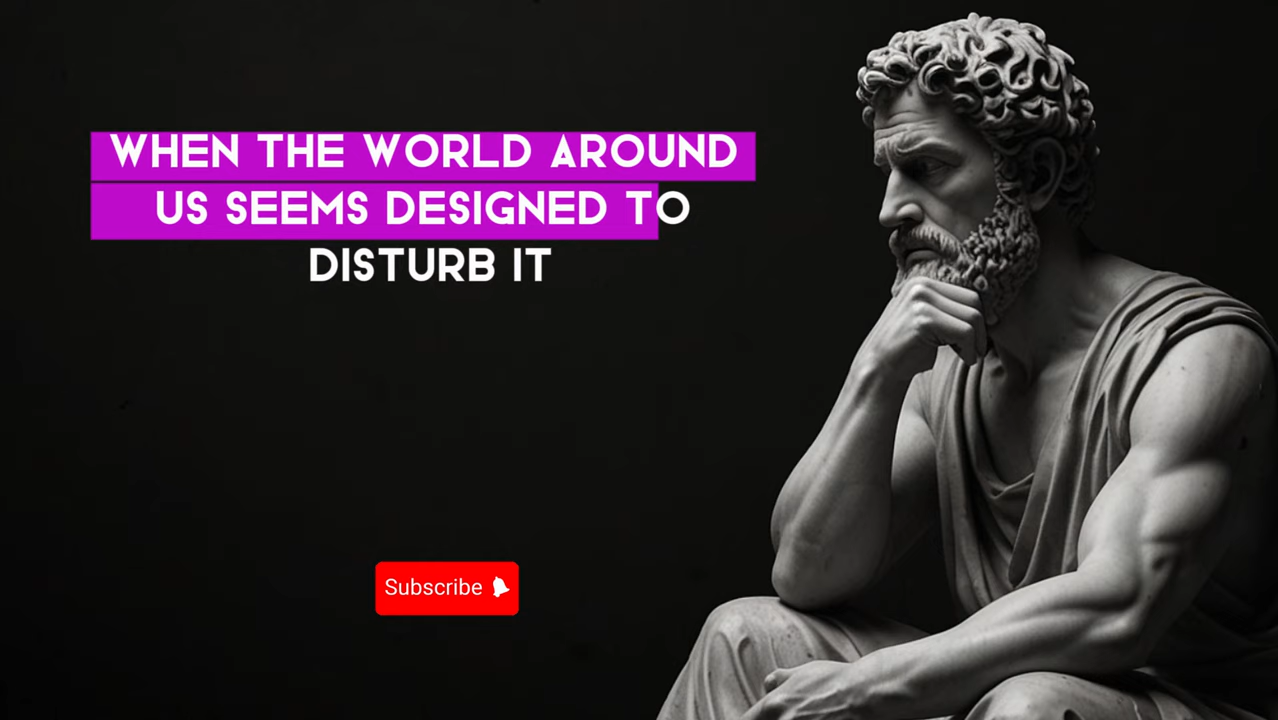 WHEN THE WORLD AROUND
US SEEMS DESIGNED TO
DISTURB IT
Subscribe